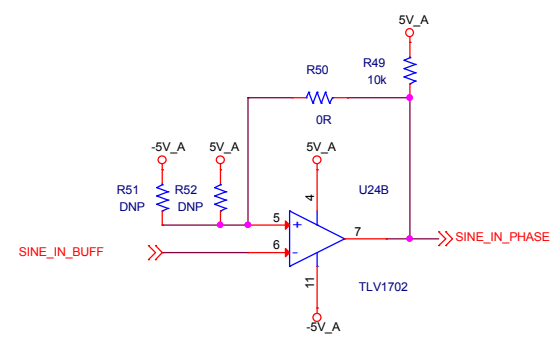 5V_A
R50
R49
10k
0R
-5V_A
5V_A
5V_A
R51
R52
DNP
DNP
4
U24B
5
+
7
SINE_IN_BUFF
6
-
SINE_IN_PHASE
11
TLV1702
-5V_A